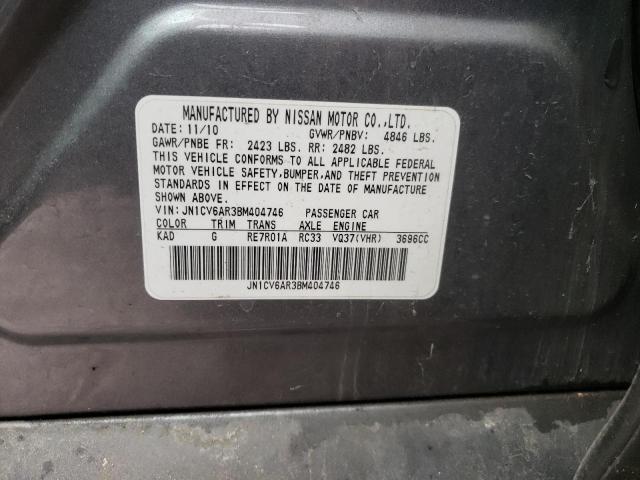 MANUFACTURED BY NISSAN MOTOR CO.,LTD.
DATE: 11/10 GVWR/PNBV: 4846 LBS.
GAWR/PNBE FR: 2423 LBS. RR: 2482 LBS.
THIS VEHICLE CONFORMS TO ALL APPLICABLE FEDERAL
MOTOR VEHICLE SAFETY,BUMPER,AND THEFT PREVENTION
STANDARDS IN EFFECT ON THE DATE OF MANUFACTURE
SHOWN ABOVE.
VIN: JN1CV6AR3BM404746 PASSENGER CAR
COLOR TRIM TRANS AXLE ENGINE
KAD G RE7R01A RC33 VQ37(VHR) 3696CC
JN1CV6AR3BM404746